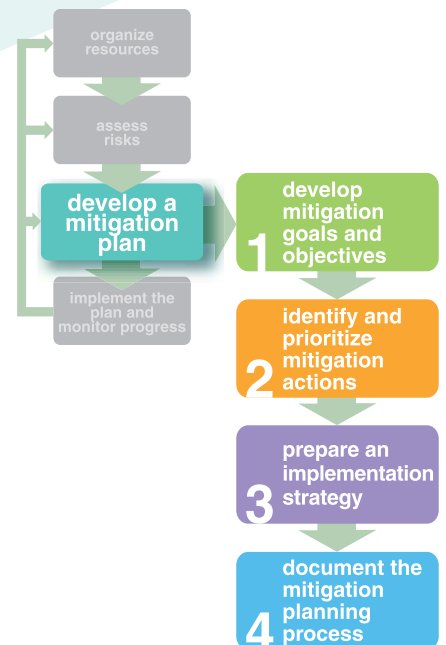 organize
resources
assess
risks
develop a
mitigation
plan
implement the
plan and
monitor progress
1
develop
mitigation
goals and
objectives
2
identify and
prioritize
mitigation
actions
3
prepare an
implementation
strategy
4
document the
mitigation
planning
process